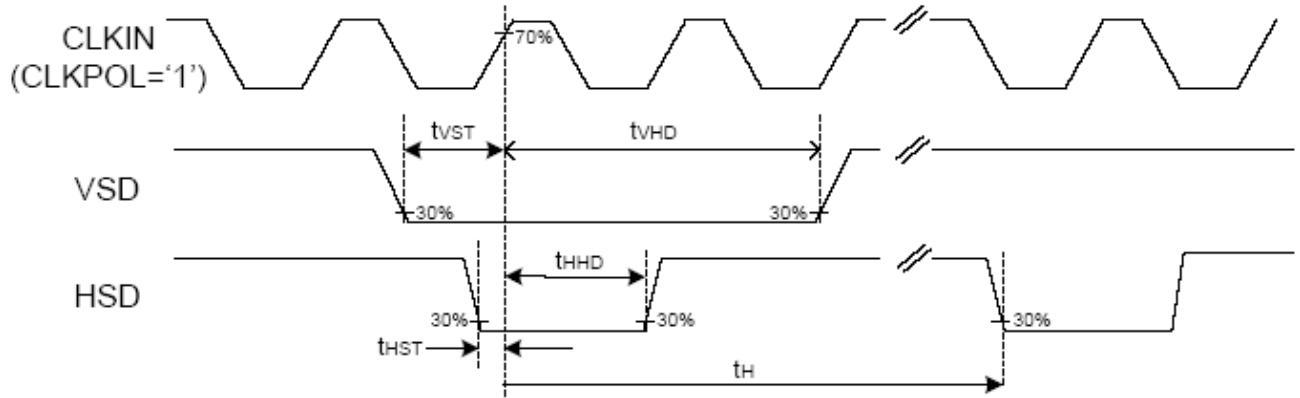 CLKIN
(CLKPOL=‘1’)
70%
tVST
tVHD
VSD
30%
30%
tHHD
HSD
30%
30%
30%
tHST
tH